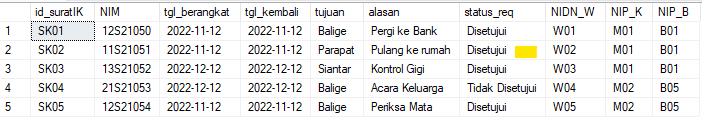 id_suratIK NIM tgl_berangkat tgl_kembali tujuan alasan status_req NIDN_W NIP_K NIP_B
1 SK01 12S21050 2022-11-12 2022-11-12 Balige Pergi ke Bank Disetujui W01 M01 B01
2 SK02 11S21051 2022-11-12 2022-11-12 Parapat Pulang ke rumah Disetujui W02 M01 B01
3 SK03 13S21052 2022-12-12 2022-12-12 Siantar Kontrol Gigi Disetujui W03 M01 B01
4 SK04 21S21053 2022-12-12 2022-12-12 Balige Acara Keluarga Tidak Disetujui W04 M02 B05
5 SK05 12S21054 2022-11-12 2022-11-12 Balige Periksa Mata Disetujui W05 M02 B05